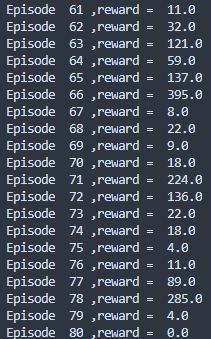 Episode  61 ,reward =  11.0
Episode  62 ,reward =  32.0
Episode  63 ,reward =  121.0
Episode  64 ,reward =  59.0
Episode  65 ,reward =  137.0
Episode  66 ,reward =  395.0
Episode  67 ,reward =  8.0
Episode  68 ,reward =  22.0
Episode  69 ,reward =  9.0
Episode  70 ,reward =  18.0
Episode  71 ,reward =  224.0
Episode  72 ,reward =  136.0
Episode  73 ,reward =  22.0
Episode  74 ,reward =  18.0
Episode  75 ,reward =  4.0
Episode  76 ,reward =  11.0
Episode  77 ,reward =  89.0
Episode  78 ,reward =  285.0
Episode  79 ,reward =  4.0
Episode  80 ,reward =  0.0